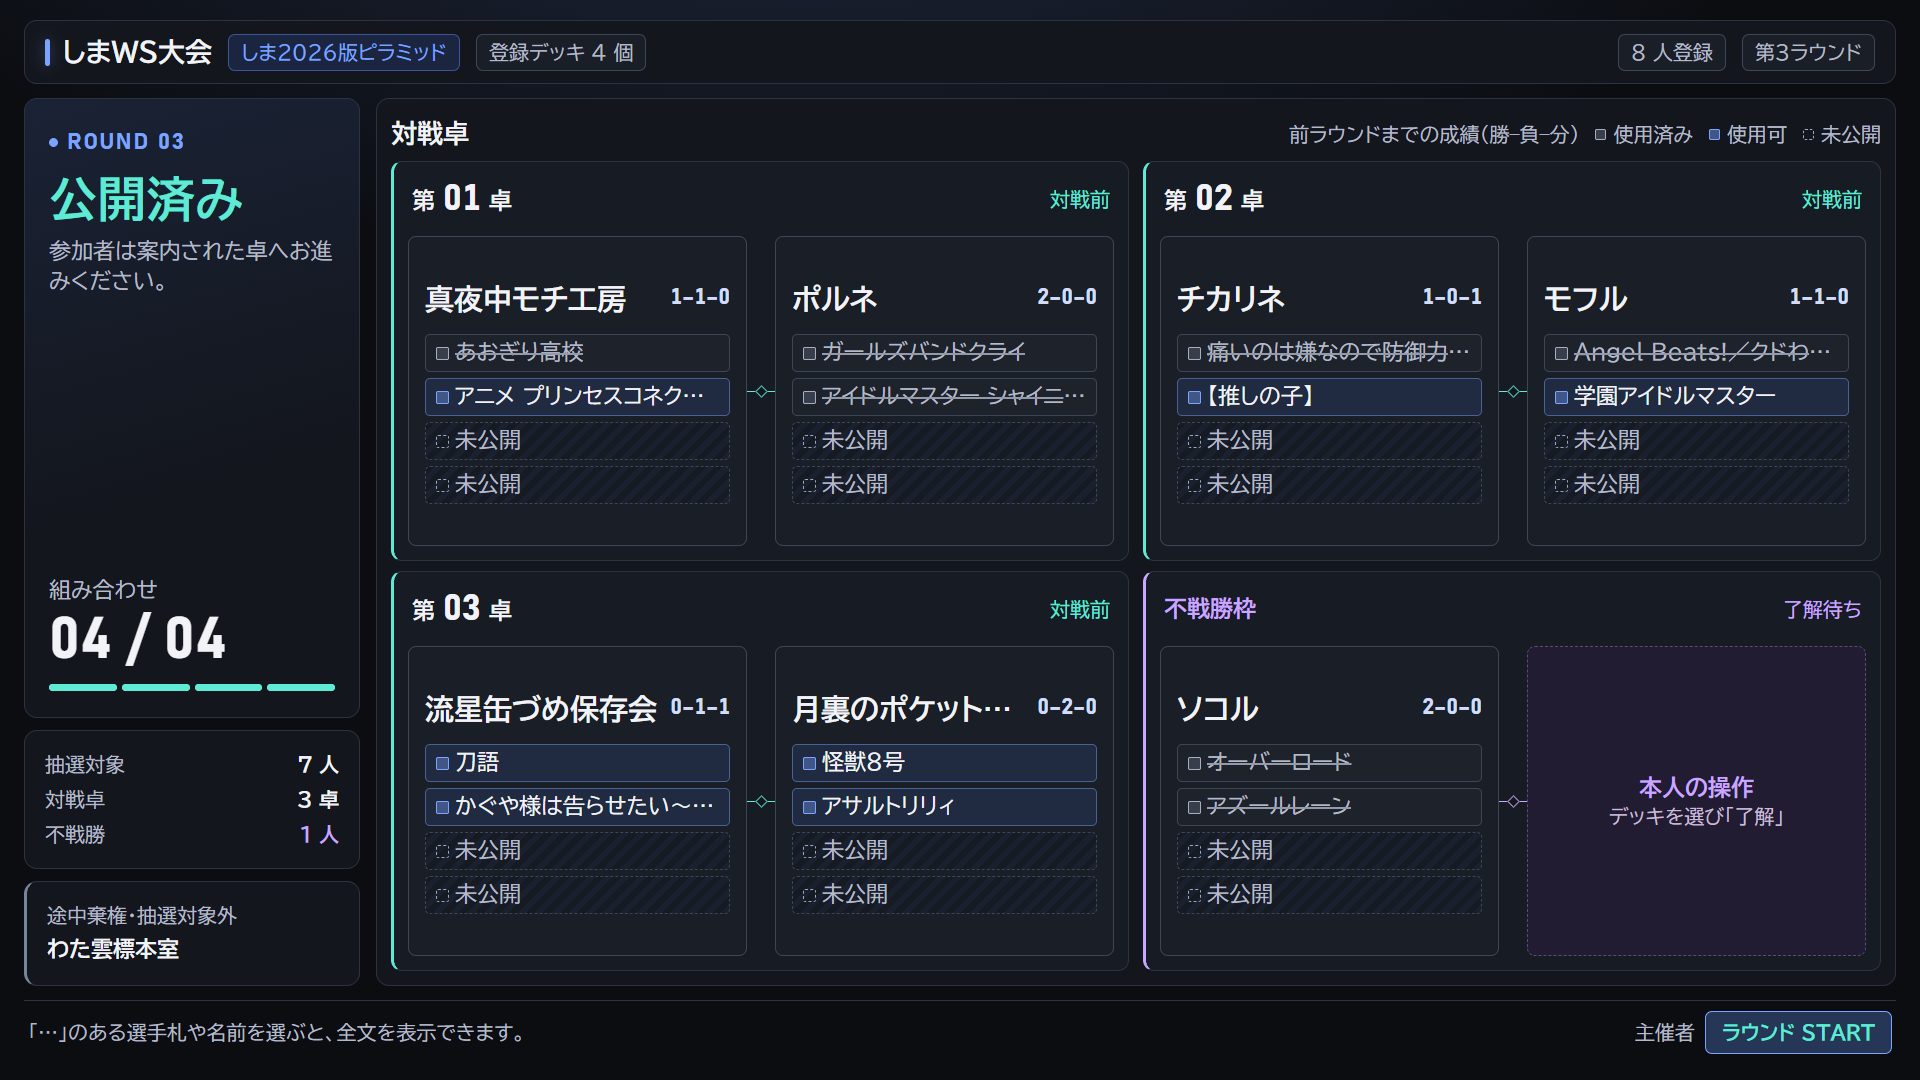 しまWS大会
しま2026版ピラミッド
登録デッキ 4 個
8 人登録
第3ラウンド
ROUND 03
公開済み
参加者は案内された卓へお進
みください。
組み合わせ
04 / 04
抽選対象 7 人
対戦卓 3 卓
不戦勝 1 人
途中棄権・抽選対象外
わた雲標本室
対戦卓
前ラウンドまでの成績(勝–負–分) 使用済み 使用可 未公開
第 01 卓
対戦前
真夜中モチ工房 1–1–0
あおぎり高校
アニメ プリンセスコネク…
未公開
未公開
ポルネ 2–0–0
ガールズバンドクライ
アイドルマスター シャイニ…
未公開
未公開
第 02 卓
対戦前
チカリネ 1–0–1
痛いのは嫌なので防御力…
【推しの子】
未公開
未公開
モフル 1–1–0
Angel Beats!／クドわ…
学園アイドルマスター
未公開
未公開
第 03 卓
対戦前
流星缶づめ保存会 0–1–1
刀語
かぐや様は告らせたい～…
未公開
未公開
月裏のポケット… 0–2–0
怪獣8号
アサルトリリィ
未公開
未公開
不戦勝枠
了解待ち
ソコル 2–0–0
オーバーロード
アズールレーン
未公開
未公開
本人の操作
デッキを選び「了解」
「…」のある選手札や名前を選ぶと、全文を表示できます。
主催者
ラウンド START